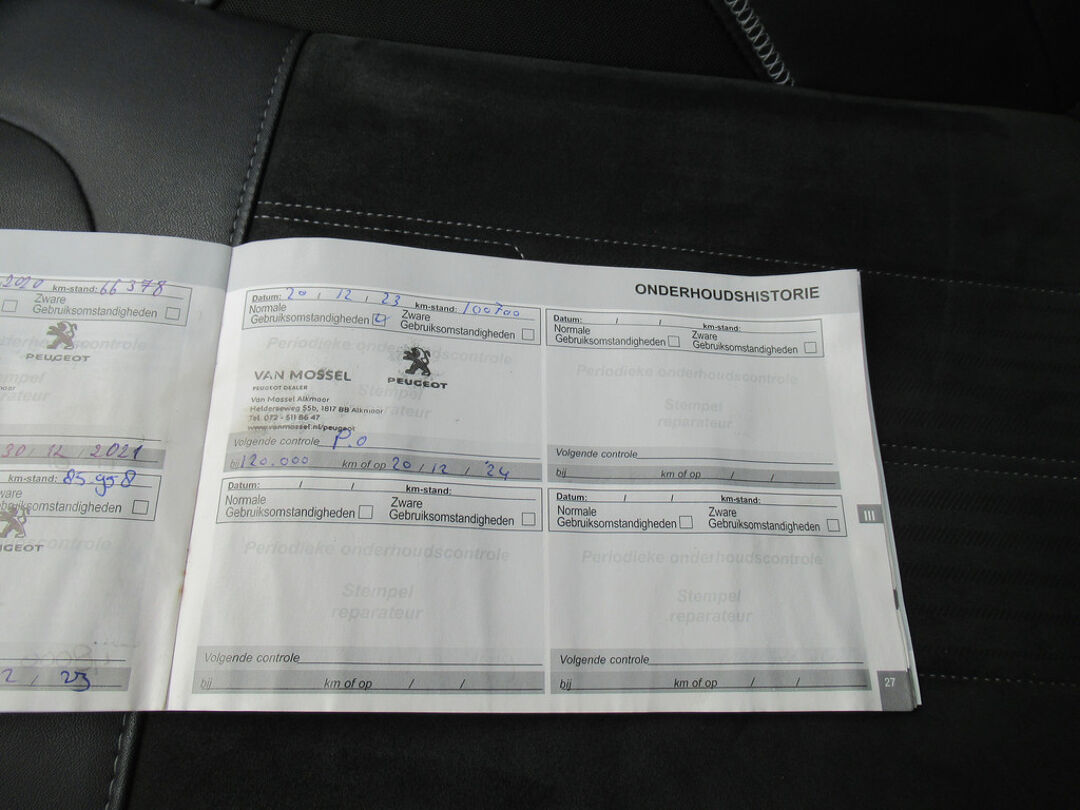 2020 km-stand: 66378
Zware
Gebruiksomstandigheden
PEUGEOT
30 / 12 / 2021
km-stand: 85958
ware
bruiksomstandigheden
GEOT
2 / 23
ONDERHOUDSHISTORIE
Datum: 20 / 12 / 23 km-stand: 100700
Normale
Gebruiksomstandigheden
Zware
Gebruiksomstandigheden
Periodieke onderhoudscontrole
PEUGEOT
VAN MOSSEL
PEUGEOT DEALER
Stempel
reparateur
Van Mossel Alkmaar
Helderseweg 55b, 1817 BB Alkmaar
Tel. 072 - 511 86 47
www.vanmossel.nl/peugeot
Volgende controle P.O
bij 120.000 km of op 20 / 12 / '24
Datum: / / km-stand:
Normale
Gebruiksomstandigheden
Zware
Gebruiksomstandigheden
Periodieke onderhoudscontrole
Stempel
reparateur
Volgende controle
bij km of op / /
Datum: / / km-stand:
Normale
Gebruiksomstandigheden
Zware
Gebruiksomstandigheden
Periodieke onderhoudscontrole
Stempel
reparateur
Volgende controle
bij km of op / /
Datum: / / km-stand:
Normale
Gebruiksomstandigheden
Zware
Gebruiksomstandigheden
Periodieke onderhoudscontrole
Stempel
reparateur
Volgende controle
bij km of op / /
III
27